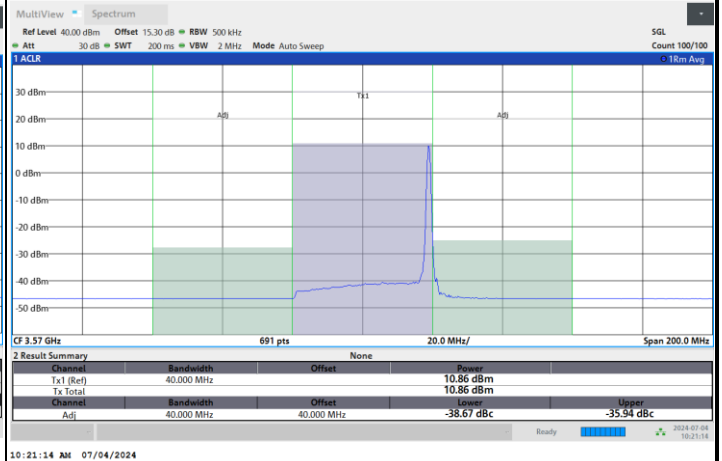 MultiView Spectrum
Ref Level 40.00 dBm Offset 15.30 dB RBW 500 kHz SGL
Att 30 dB SWT 200 ms VBW 2 MHz Mode Auto Sweep Count 100/100
1 ACLR 1Rm Avg
30 dBm
Tx1
20 dBm
Adj Adj
10 dBm
0 dBm
-10 dBm
-20 dBm
-30 dBm
-40 dBm
-50 dBm
CF 3.57 GHz 691 pts 20.0 MHz/ Span 200.0 MHz
2 Result Summary None
Channel Bandwidth Offset Power
Tx1 (Ref) 40.000 MHz 10.86 dBm
Tx Total 10.86 dBm
Channel Bandwidth Offset Lower Upper
Adj 40.000 MHz 40.000 MHz -38.67 dBc -35.94 dBc
Ready 2024-07-04
10:21:14
10:21:14 AM 07/04/2024